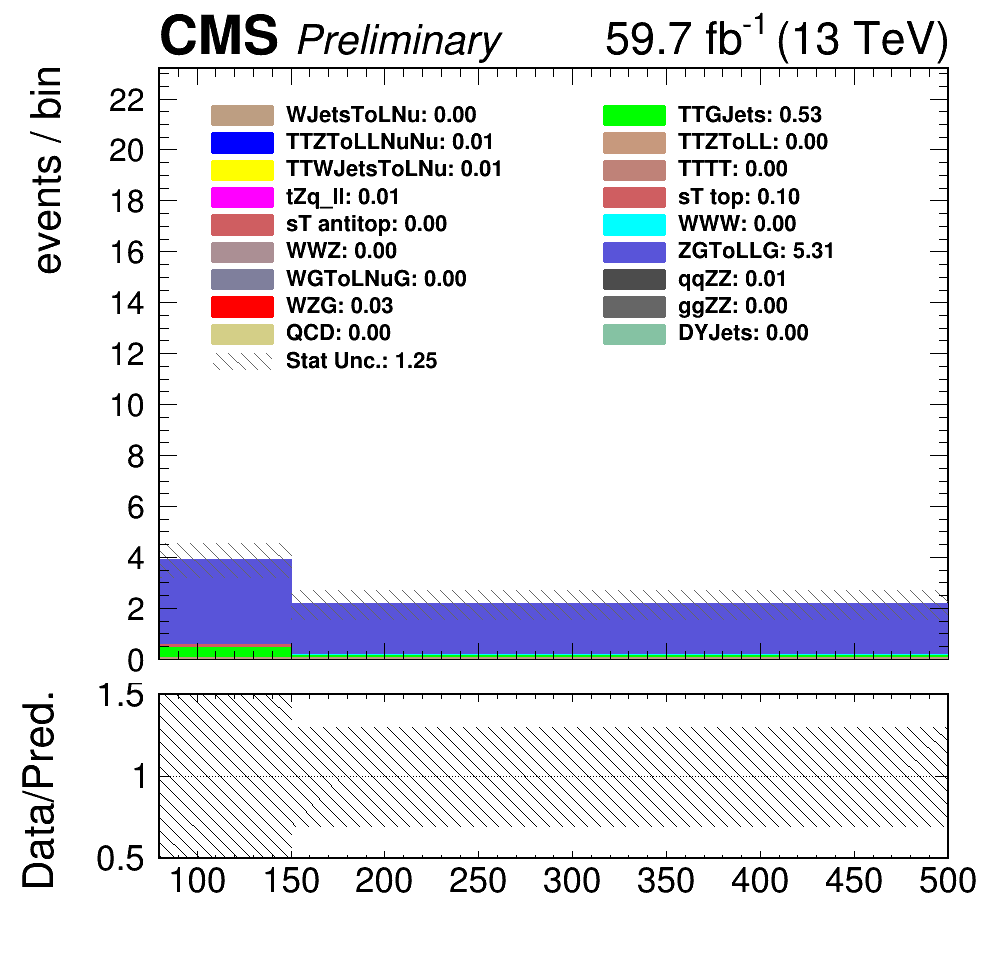 CMS Preliminary 59.7 fb-1 (13 TeV)
events / bin
22
20
18
16
14
12
10
8
6
4
2
0
WJetsToLNu: 0.00
TTZToLLNuNu: 0.01
TTWJetsToLNu: 0.01
tZq_ll: 0.01
sT antitop: 0.00
WWZ: 0.00
WGToLNuG: 0.00
WZG: 0.03
QCD: 0.00
Stat Unc.: 1.25
TTGJets: 0.53
TTZToLL: 0.00
TTTT: 0.00
sT top: 0.10
WWW: 0.00
ZGToLLG: 5.31
qqZZ: 0.01
ggZZ: 0.00
DYJets: 0.00
Data/Pred.
1.5
1
0.5
100 150 200 250 300 350 400 450 500